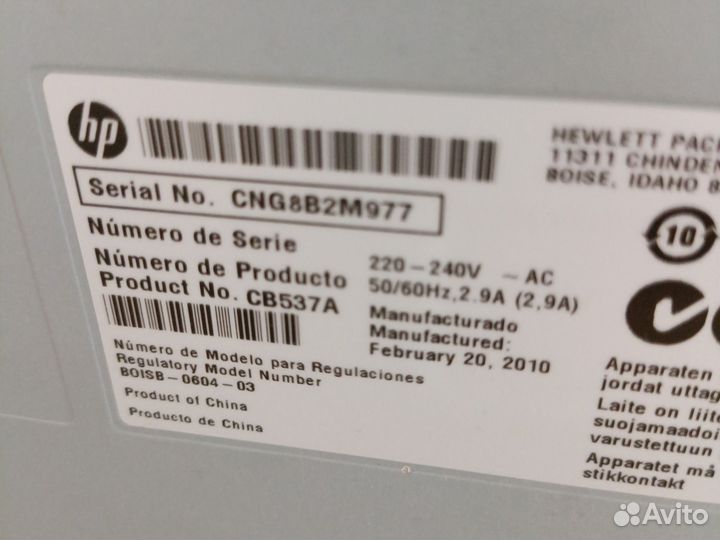 hp
HEWLETT PAC
11311 CHINDEN
BOISE, IDAHO 8
Serial No. CNG8B2M977
Número de Serie
Número de Producto
Product No. CB537A
220-240V ~ AC
50/60Hz, 2.9A (2,9A)
Manufacturado
Manufactured:
February 20, 2010
10
Número de Modelo para Regulaciones
Regulatory Model Number
BOISB-0604-03
Product of China
Producto de China
Apparaten
jordat uttag
Laite on liite
suojamaadoi
varustettuun
Apparatet må
stikkontakt
Avito